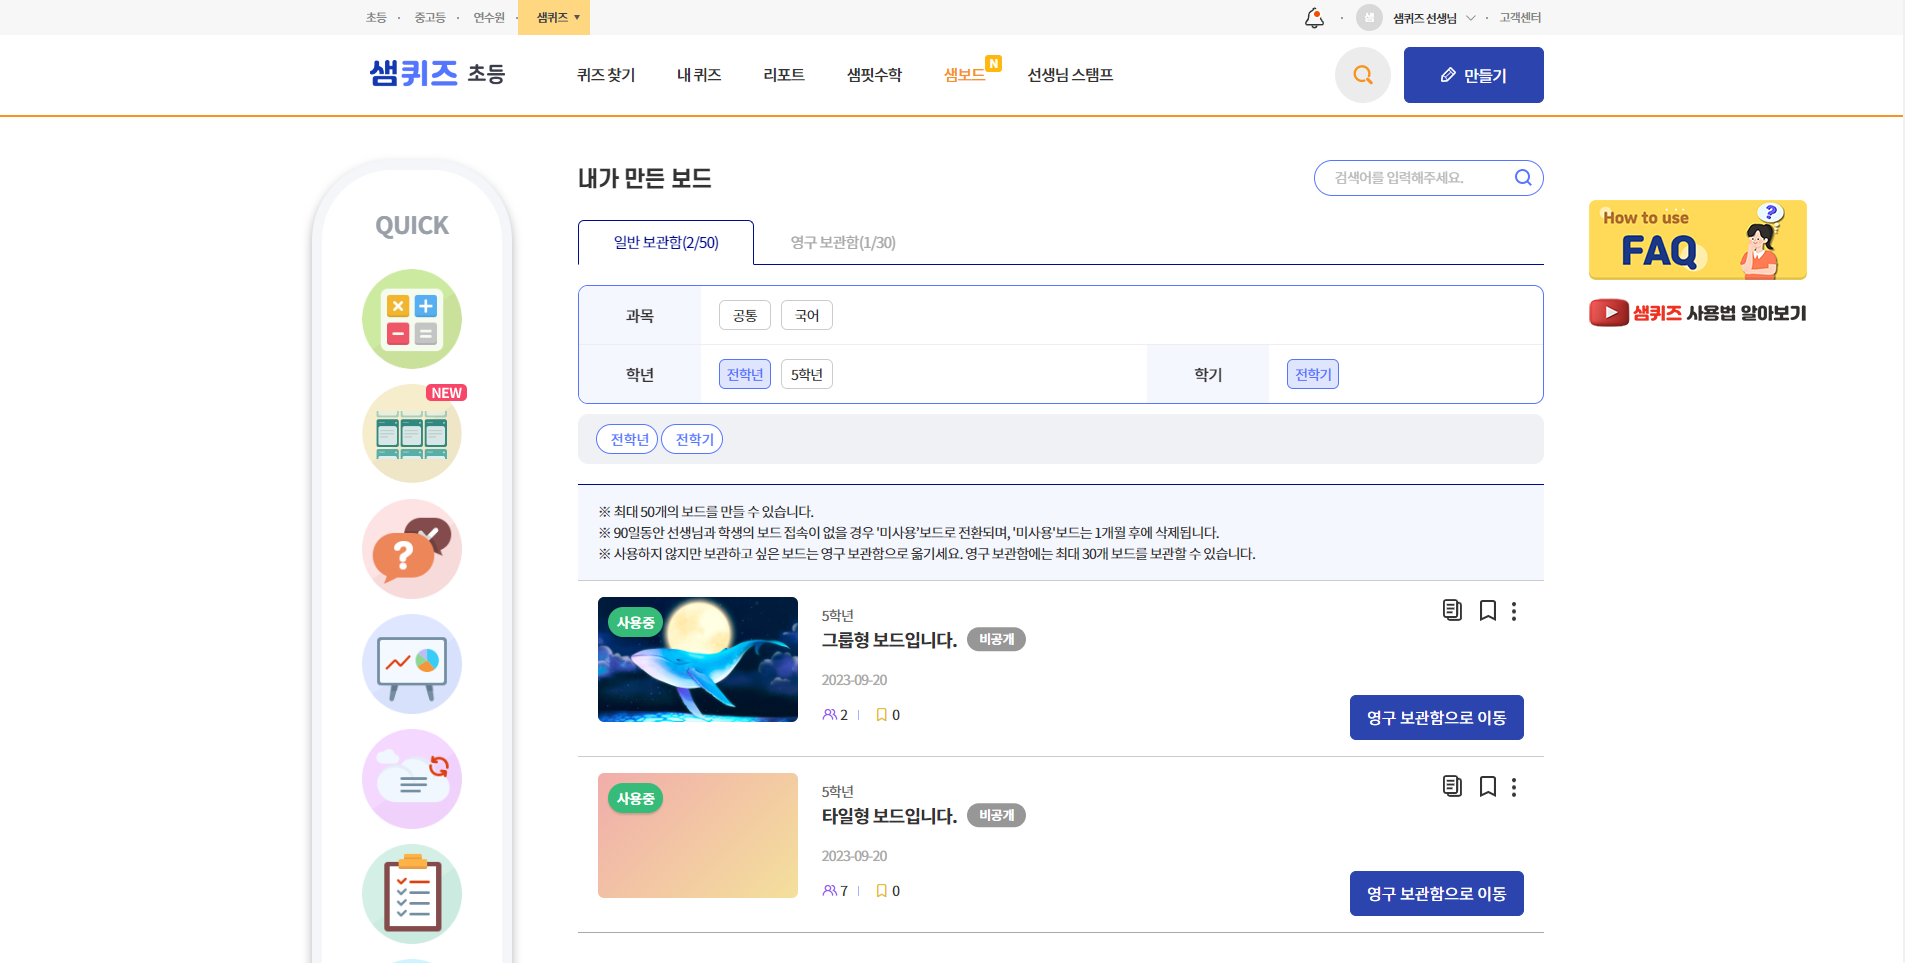 초등 · 중고등 · 연수원 · 샘퀴즈 ▼
· 샘 샘퀴즈 선생님 · 고객센터
샘퀴즈 초등
퀴즈 찾기 내 퀴즈 리포트 샘핏수학 샘보드 N 선생님 스탬프
만들기
QUICK
NEW
내가 만든 보드
검색어를 입력해주세요.
일반 보관함(2/50) 영구 보관함(1/30)
과목 공통 국어
학년 전학년 5학년 학기 전학기
전학년 전학기
※ 최대 50개의 보드를 만들 수 있습니다.
※ 90일동안 선생님과 학생의 보드 접속이 없을 경우 '미사용'보드로 전환되며, '미사용'보드는 1개월 후에 삭제됩니다.
※ 사용하지 않지만 보관하고 싶은 보드는 영구 보관함으로 옮기세요. 영구 보관함에는 최대 30개 보드를 보관할 수 있습니다.
사용중
5학년
그룹형 보드입니다. 비공개
2023-09-20
2 0
영구 보관함으로 이동
사용중
5학년
타일형 보드입니다. 비공개
2023-09-20
7 0
영구 보관함으로 이동
How to use
FAQ
샘퀴즈 사용법 알아보기